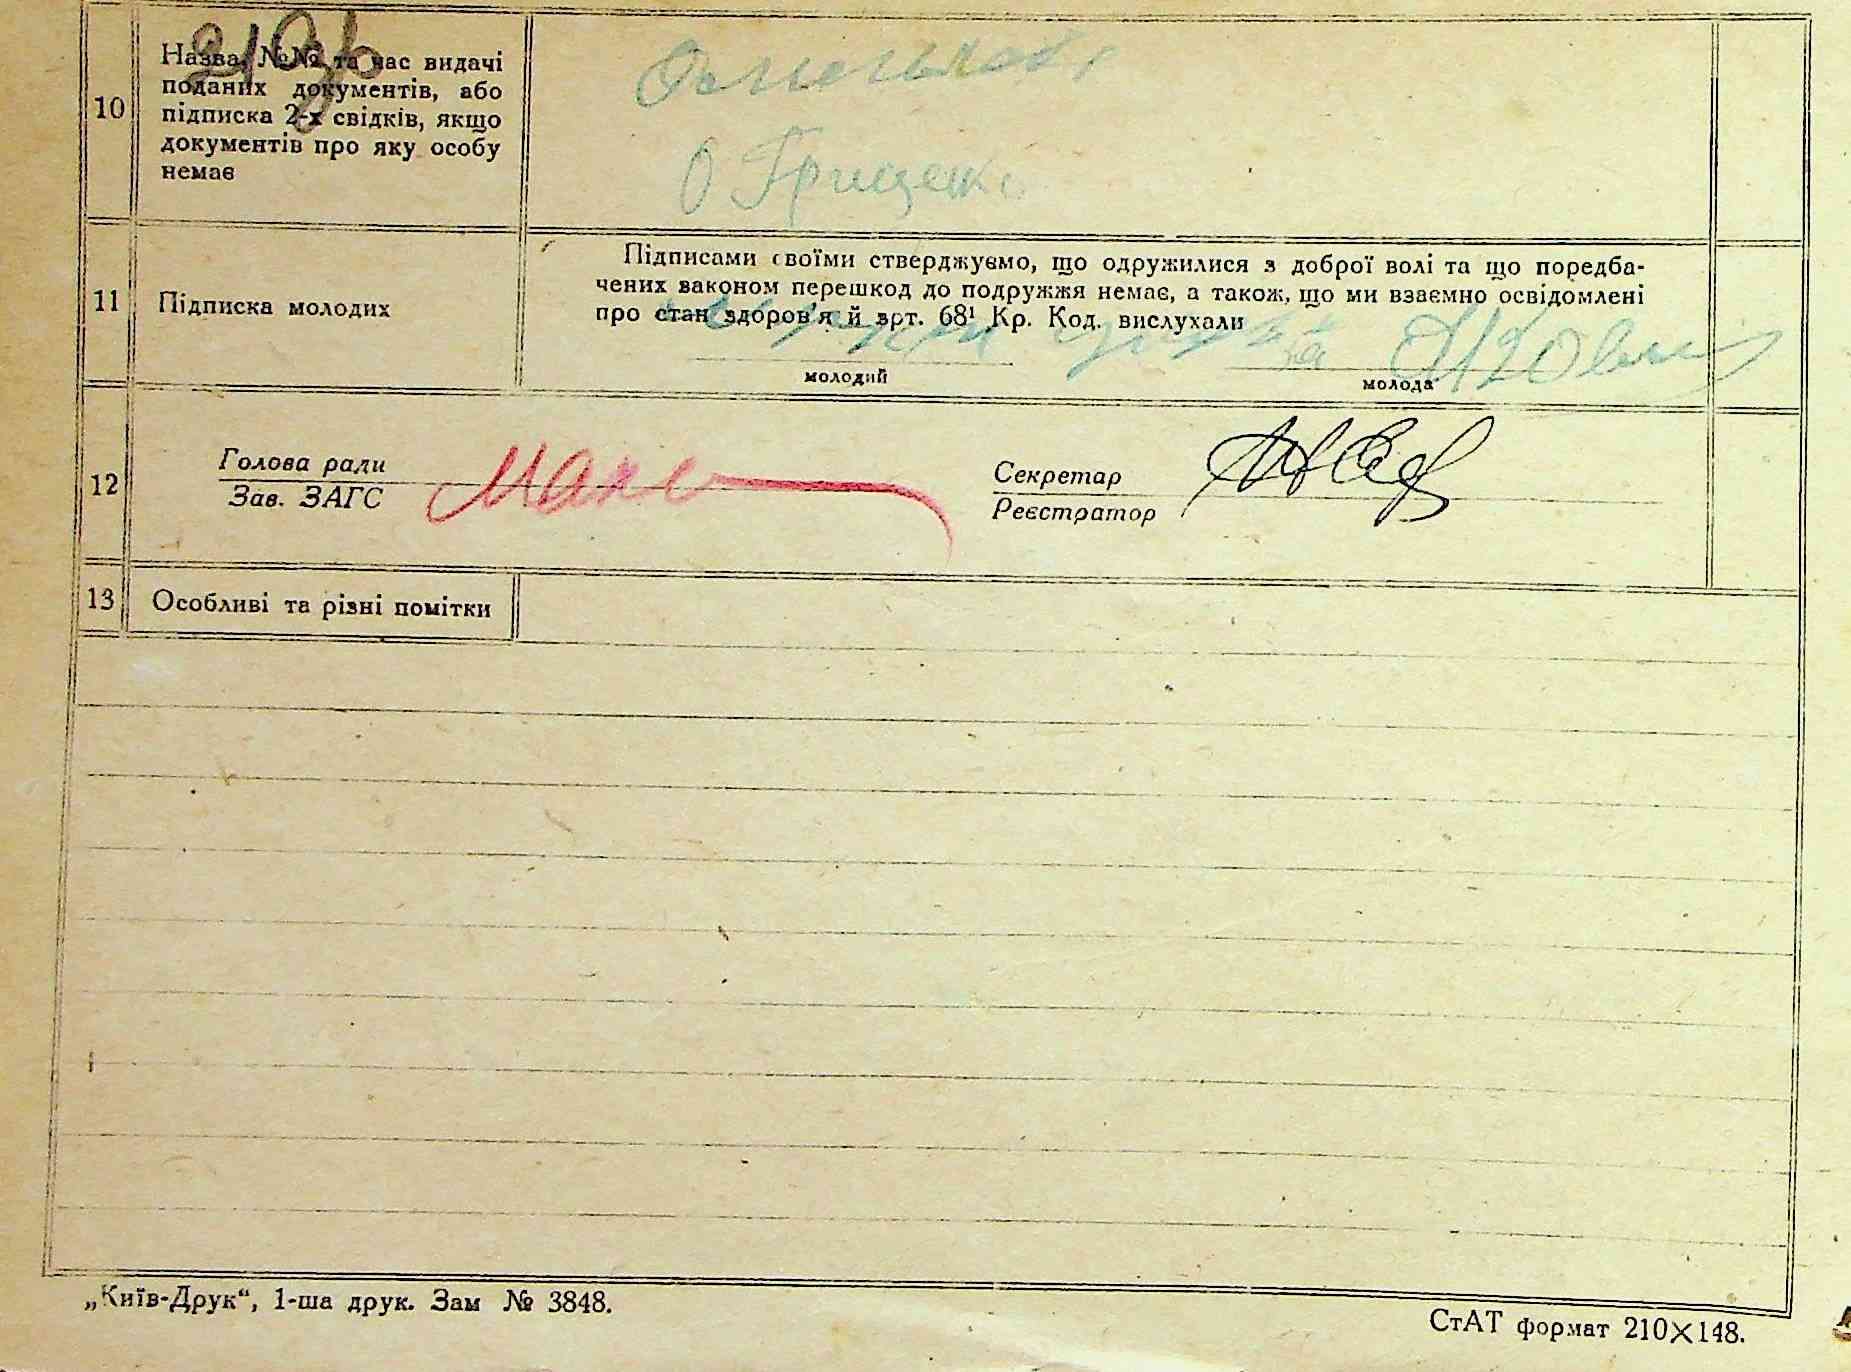 10
Назва, №№ та час видачі
поданих документів, або
підписка 2-х свідків, якщо
документів про яку особу
немає
О Грищенко
11
Підписка молодих
Підписами своїми стверджуємо, що одружилися з доброї волі та що поредба-
чених законом перешкод до подружжя немає, а також, що ми взаємно освідомлені
про стан здоров'я й арт. 68¹ Кр. Код. вислухали
молодий
молода
12
Голова ради
Зав. ЗАГС
Секретар
Реєстратор
13
Особливі та різні помітки
„Київ-Друк“, 1-ша друк. Зам № 3848.
СтАТ формат 210×148.